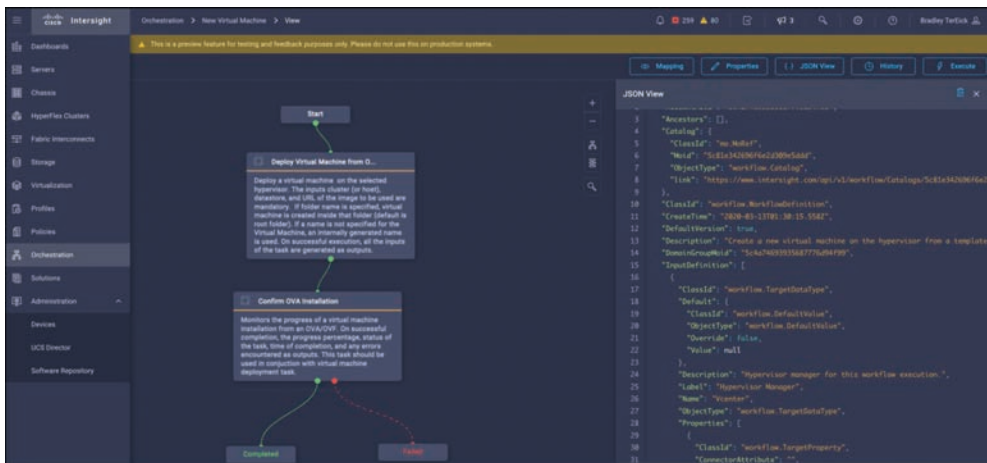 CISCO Intersight
Orchestration > New Virtual Machine > View
259 80 3
Bradley TerEick
This is a preview feature for testing and feedback purposes only. Please do not use this on production systems.
Dashboards
Servers
Chassis
HyperFlex Clusters
Fabric Interconnects
Storage
Virtualization
Profiles
Policies
Orchestration
Solutions
Administration
Devices
UCS Director
Software Repository
Mapping
Properties
{ } JSON View
History
Execute
Start
Deploy Virtual Machine from O...
Deploy a virtual machine on the selected
hypervisor. The inputs cluster (or host),
datastore, and URL of the image to be used are
mandatory. If folder name is specified, virtual
machine is created inside that folder (default is
root folder). If a name is not specified for the
Virtual Machine, an internally generated name
is used. On successful execution, all the inputs
of the task are generated as outputs.
Confirm OVA Installation
Monitors the progress of a virtual machine
installation from an OVA/OVF. On successful
completion, the progress percentage, status of
the task, time of completion, and any errors
encountered as outputs. This task should be
used in conjuction with virtual machine
deployment task.
Completed
Failed
JSON View
3 "Ancestors": [],
4 "Catalog": {
5 "ClassId": "mo.MoRef",
6 "Moid":
7 "ObjectType": "workflow.Catalog",
8 "link": "https://www.intersight.com/api/v1/workflow/Catalogs/
9 },
10 "ClassId": "workflow.WorkflowDefinition",
11 "CreateTime": "2020-03-13T01:30:15.550Z",
12 "DefaultVersion": true,
13 "Description": "Create a new virtual machine on the hypervisor from a template
14 "DomainGroupMoid": "5c4a74693935687776d94f99",
15 "InputDefinition": [
16 {
17 "ClassId": "workflow.TargetDataType",
18 "Default": {
19 "ClassId": "workflow.DefaultValue",
20 "ObjectType": "workflow.DefaultValue",
21 "Override": false,
22 "Value": null
23 },
24 "Description": "Hypervisor manager for this workflow execution.",
25 "Label": "Hypervisor Manager",
26 "Name": "Vcenter",
27 "ObjectType": "workflow.TargetDataType",
28 "Properties": [
29 {
30 "ClassId": "workflow.TargetProperty",
31 "ConnectorAttribute": "",